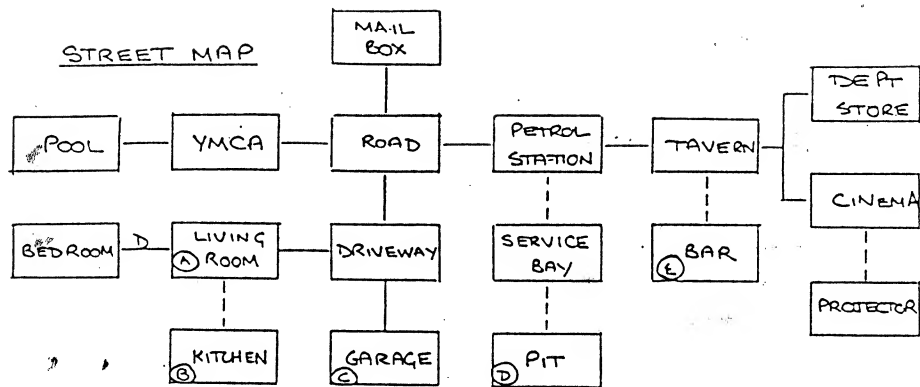 STREET MAP
MAIL
BOX
POOL
YMCA
ROAD
PETROL
STATION
TAVERN
DEPT
STORE
CINEMA
BEDROOM
D
LIVING
A ROOM
DRIVEWAY
SERVICE
BAY
E BAR
PROJECTOR
B KITCHEN
C GARAGE
D PIT